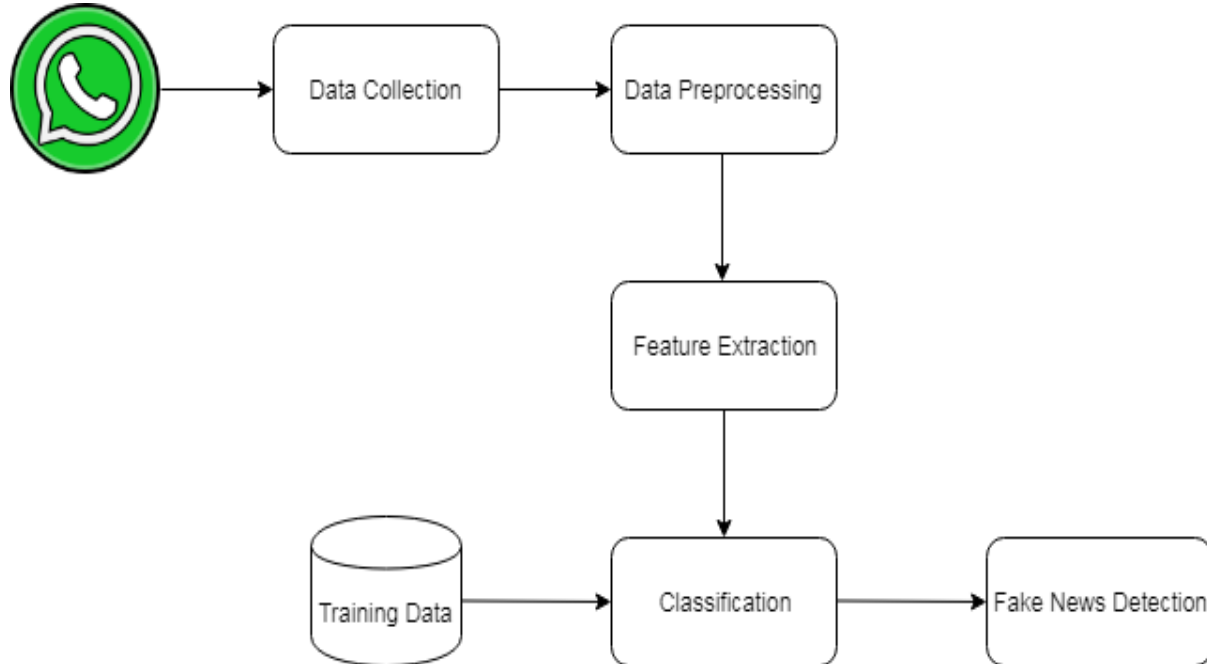 Data Collection
Data Preprocessing
Feature Extraction
Training Data
Classification
Fake News Detection